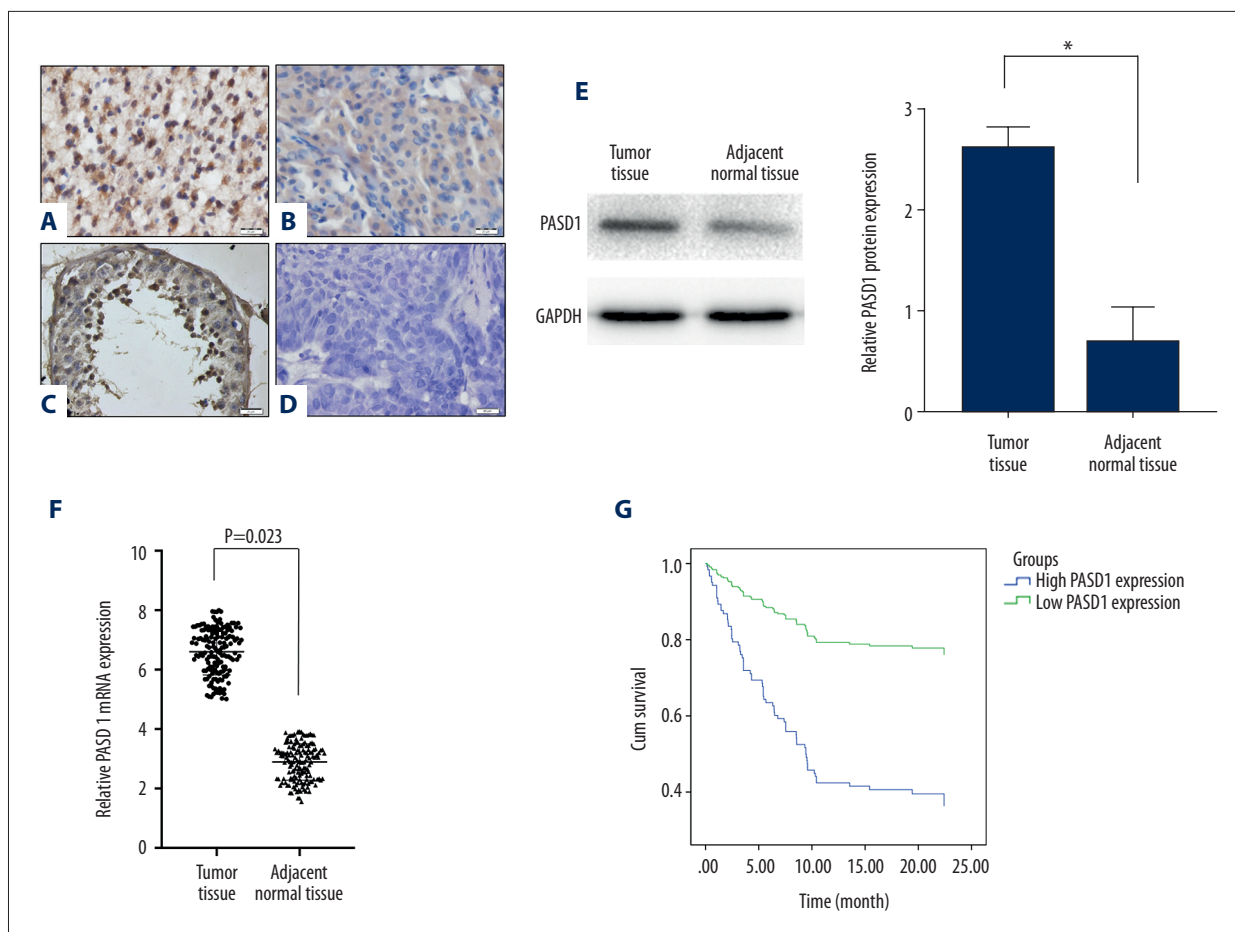 A
B
C
D
E
Tumor
tissue
Adjacent
normal tissue
PASD1
GAPDH
*
Relative PASD1 protein expression
3
2
1
0
Tumor
tissue
Adjacent
normal tissue
F
P=0.023
Relative PASD 1 mRNA expression
10
8
6
4
2
0
Tumor
tissue
Adjacent
normal tissue
G
Groups
High PASD1 expression
Low PASD1 expression
Cum survival
1.0
0.8
0.6
0.4
.00
5.00
10.00
15.00
20.00
25.00
Time (month)